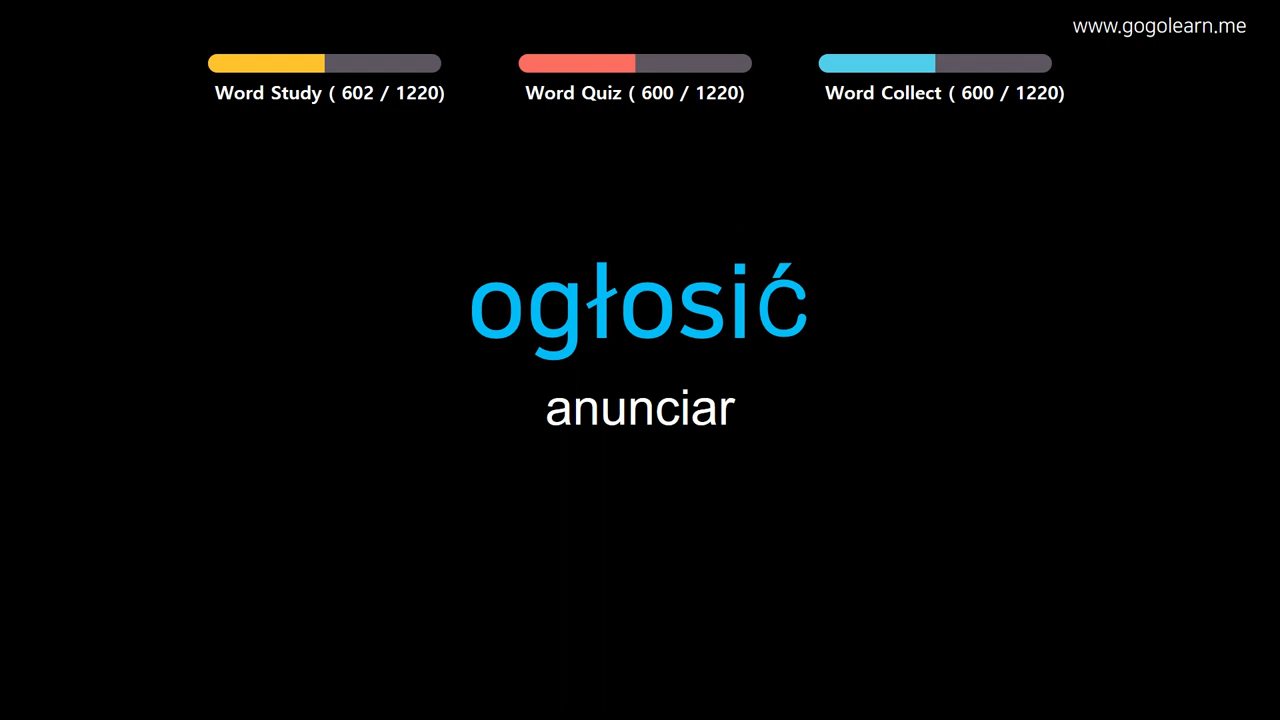 www.gogolearn.me
Word Study ( 602 / 1220)
Word Quiz ( 600 / 1220)
Word Collect ( 600 / 1220)
ogłosić
anunciar